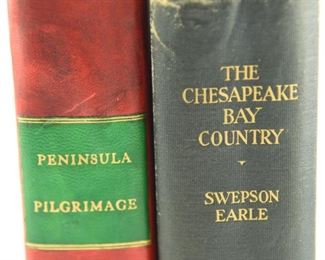 PENINSULA
PILGRIMAGE
THE
CHESAPEAKE
BAY
COUNTRY
SWEPSON
EARLE